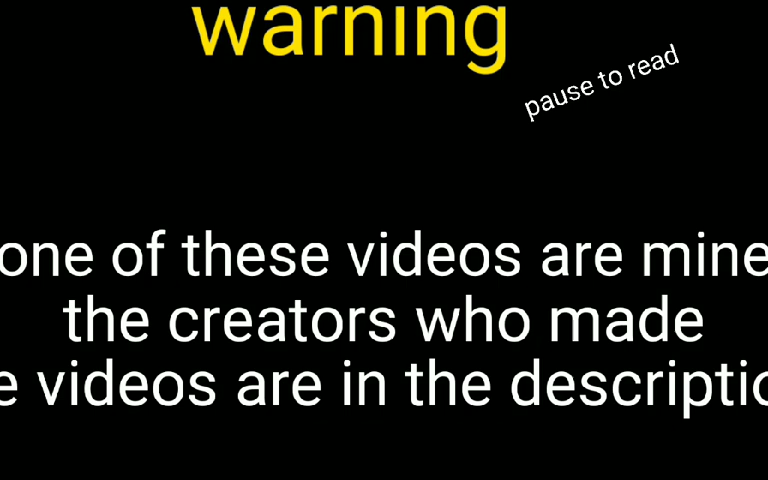 warning
pause to read
one of these videos are mine
the creators who made
e videos are in the descriptio